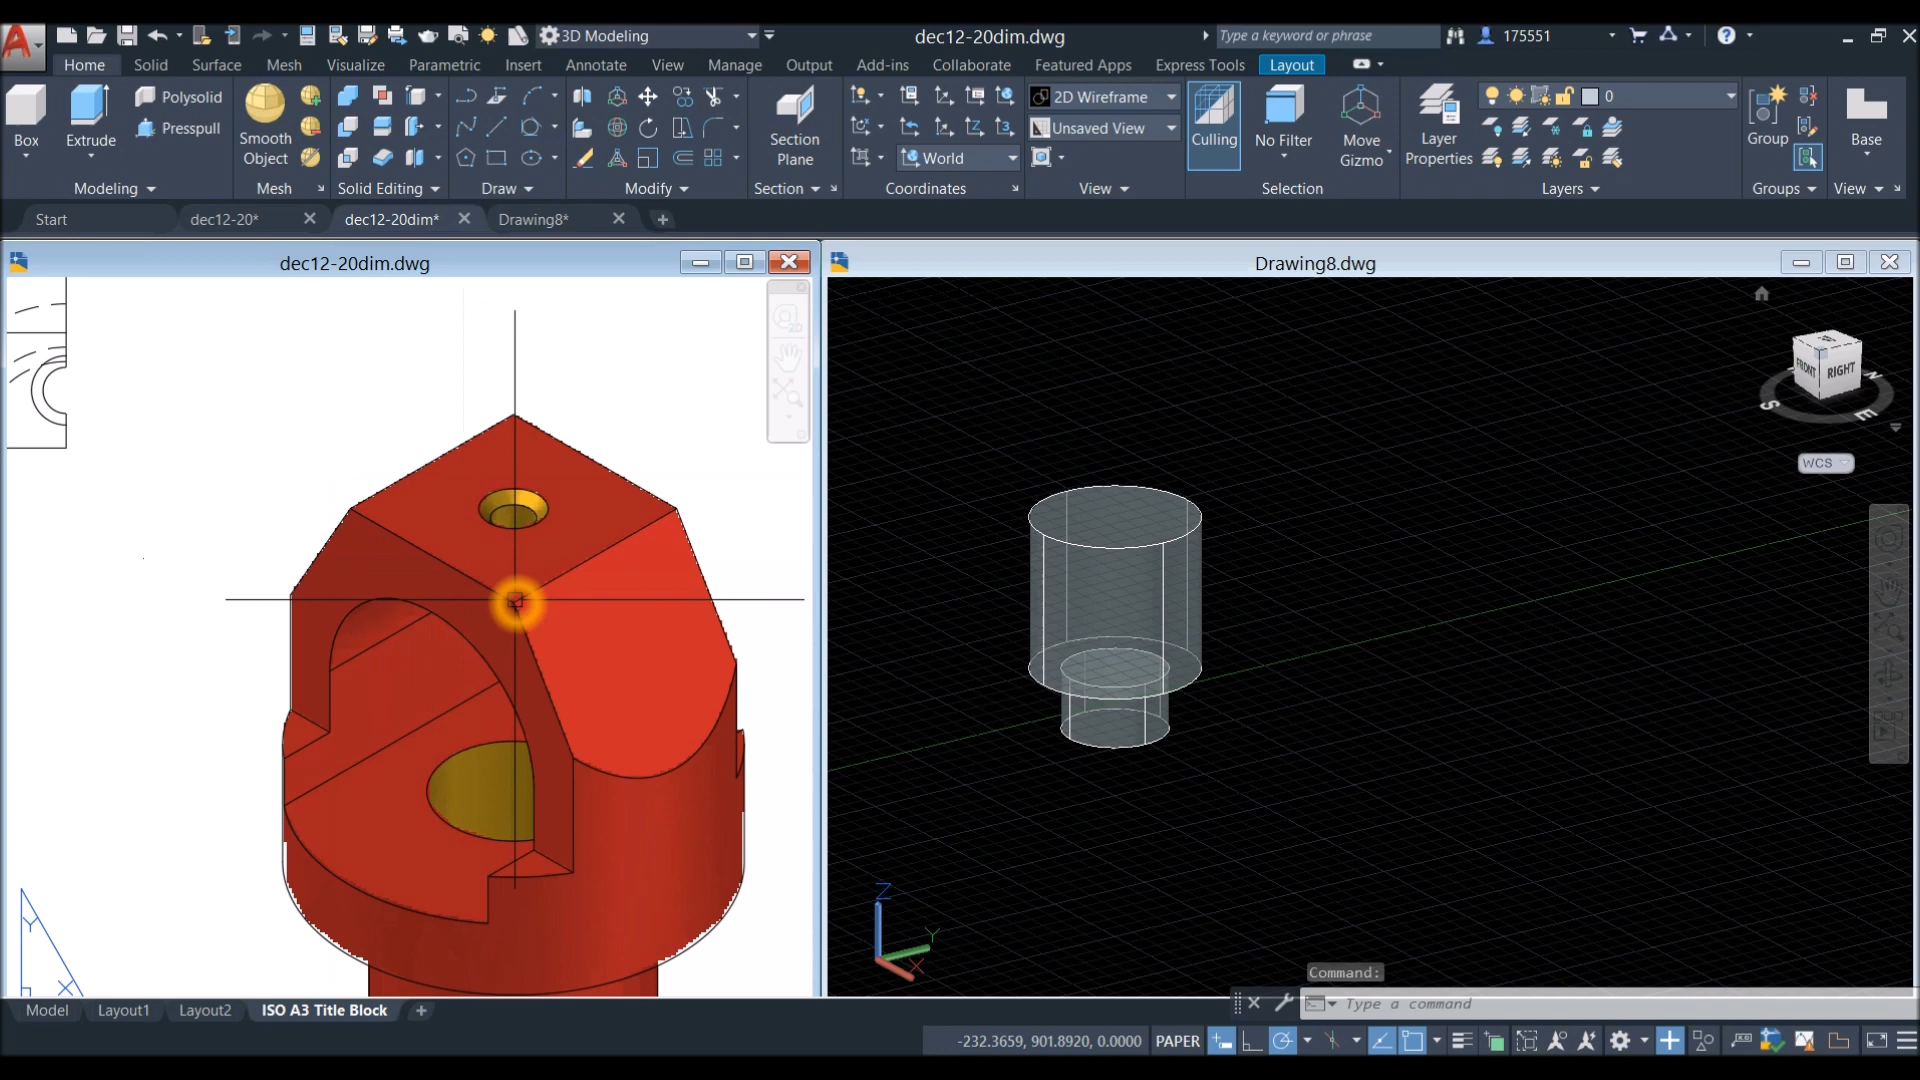 3D Modeling
dec12-20dim.dwg
Type a keyword or phrase
175551
Home Solid Surface Mesh Visualize Parametric Insert Annotate View Manage Output Add-ins Collaborate Featured Apps Express Tools Layout
Box
Extrude
Polysolid
Presspull
Smooth Object
Section Plane
World
2D Wireframe
Unsaved View
Culling
No Filter
Move Gizmo
Layer Properties
0
Group
Base
Modeling Mesh Solid Editing Draw Modify Section Coordinates View Selection Layers Groups View
Start dec12-20* dec12-20dim* Drawing8*
dec12-20dim.dwg
Drawing8.dwg
2D
FRONT RIGHT
N
S
E
WCS
Z
Y
X
Y
X
Command:
Type a command
Model Layout1 Layout2 ISO A3 Title Block
-232.3659, 901.8920, 0.0000 PAPER